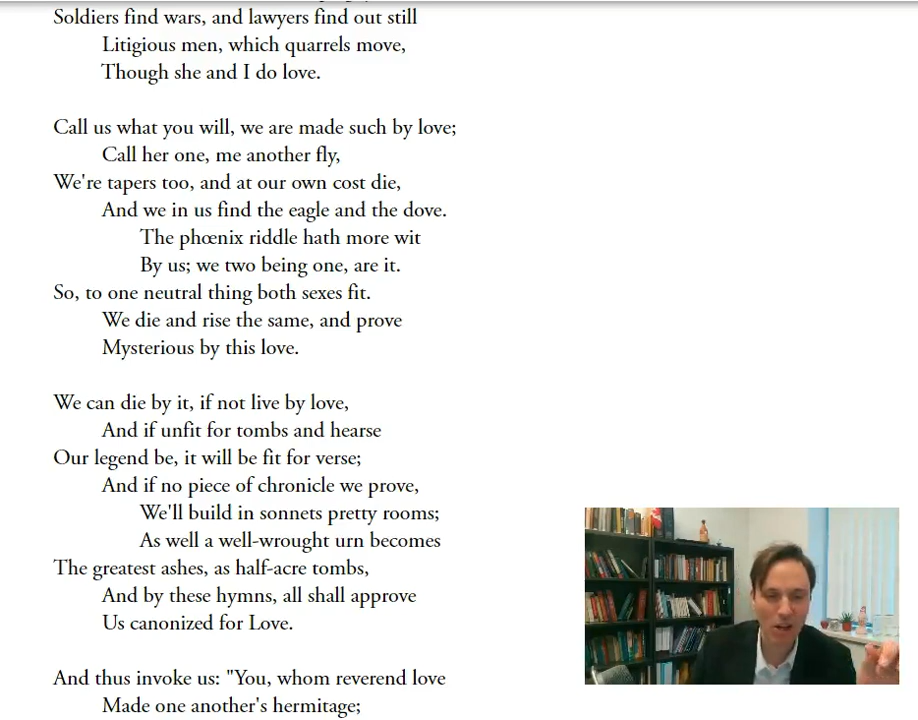 Soldiers find wars, and lawyers find out still
Litigious men, which quarrels move,
Though she and I do love.
Call us what you will, we are made such by love;
Call her one, me another fly,
We're tapers too, and at our own cost die,
And we in us find the eagle and the dove.
The phœnix riddle hath more wit
By us; we two being one, are it.
So, to one neutral thing both sexes fit.
We die and rise the same, and prove
Mysterious by this love.
We can die by it, if not live by love,
And if unfit for tombs and hearse
Our legend be, it will be fit for verse;
And if no piece of chronicle we prove,
We'll build in sonnets pretty rooms;
As well a well-wrought urn becomes
The greatest ashes, as half-acre tombs,
And by these hymns, all shall approve
Us canonized for Love.
And thus invoke us: "You, whom reverend love
Made one another's hermitage;